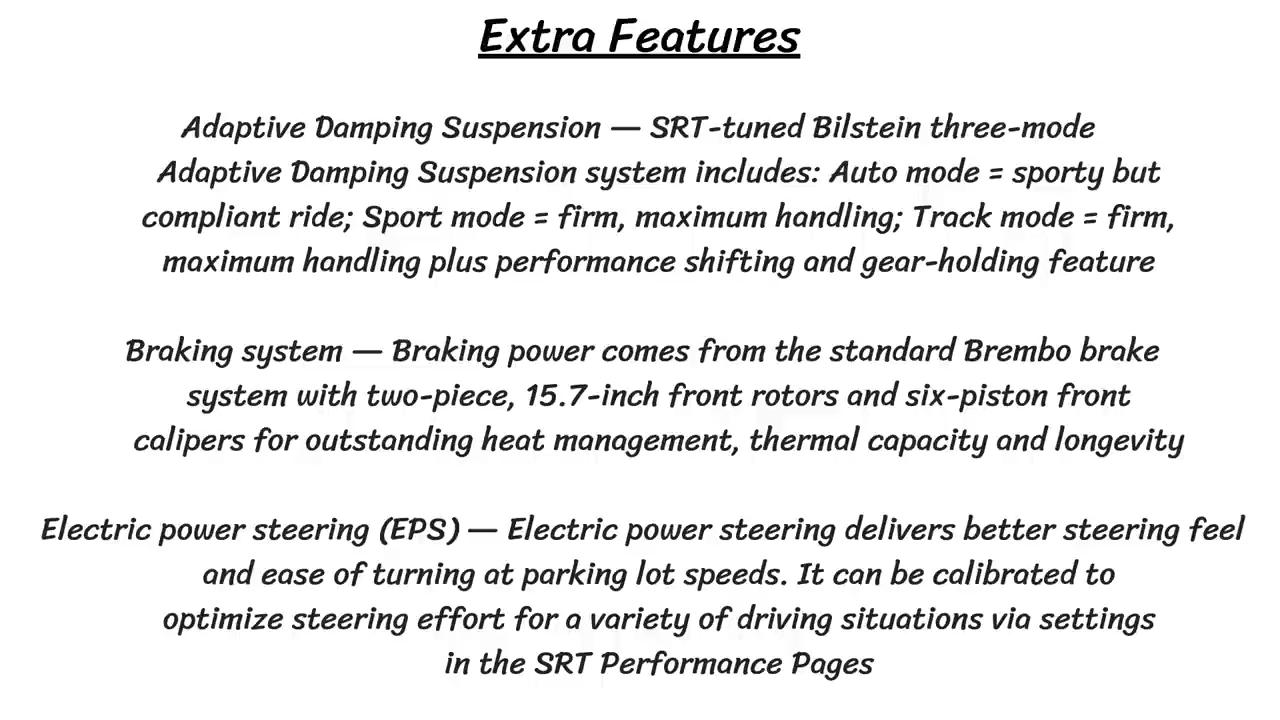 Extra Features
Adaptive Damping Suspension — SRT-tuned Bilstein three-mode
Adaptive Damping Suspension system includes: Auto mode = sporty but
compliant ride; Sport mode = firm, maximum handling; Track mode = firm,
maximum handling plus performance shifting and gear-holding feature
Braking system — Braking power comes from the standard Brembo brake
system with two-piece, 15.7-inch front rotors and six-piston front
calipers for outstanding heat management, thermal capacity and longevity
Electric power steering (EPS) — Electric power steering delivers better steering feel
and ease of turning at parking lot speeds. It can be calibrated to
optimize steering effort for a variety of driving situations via settings
in the SRT Performance Pages